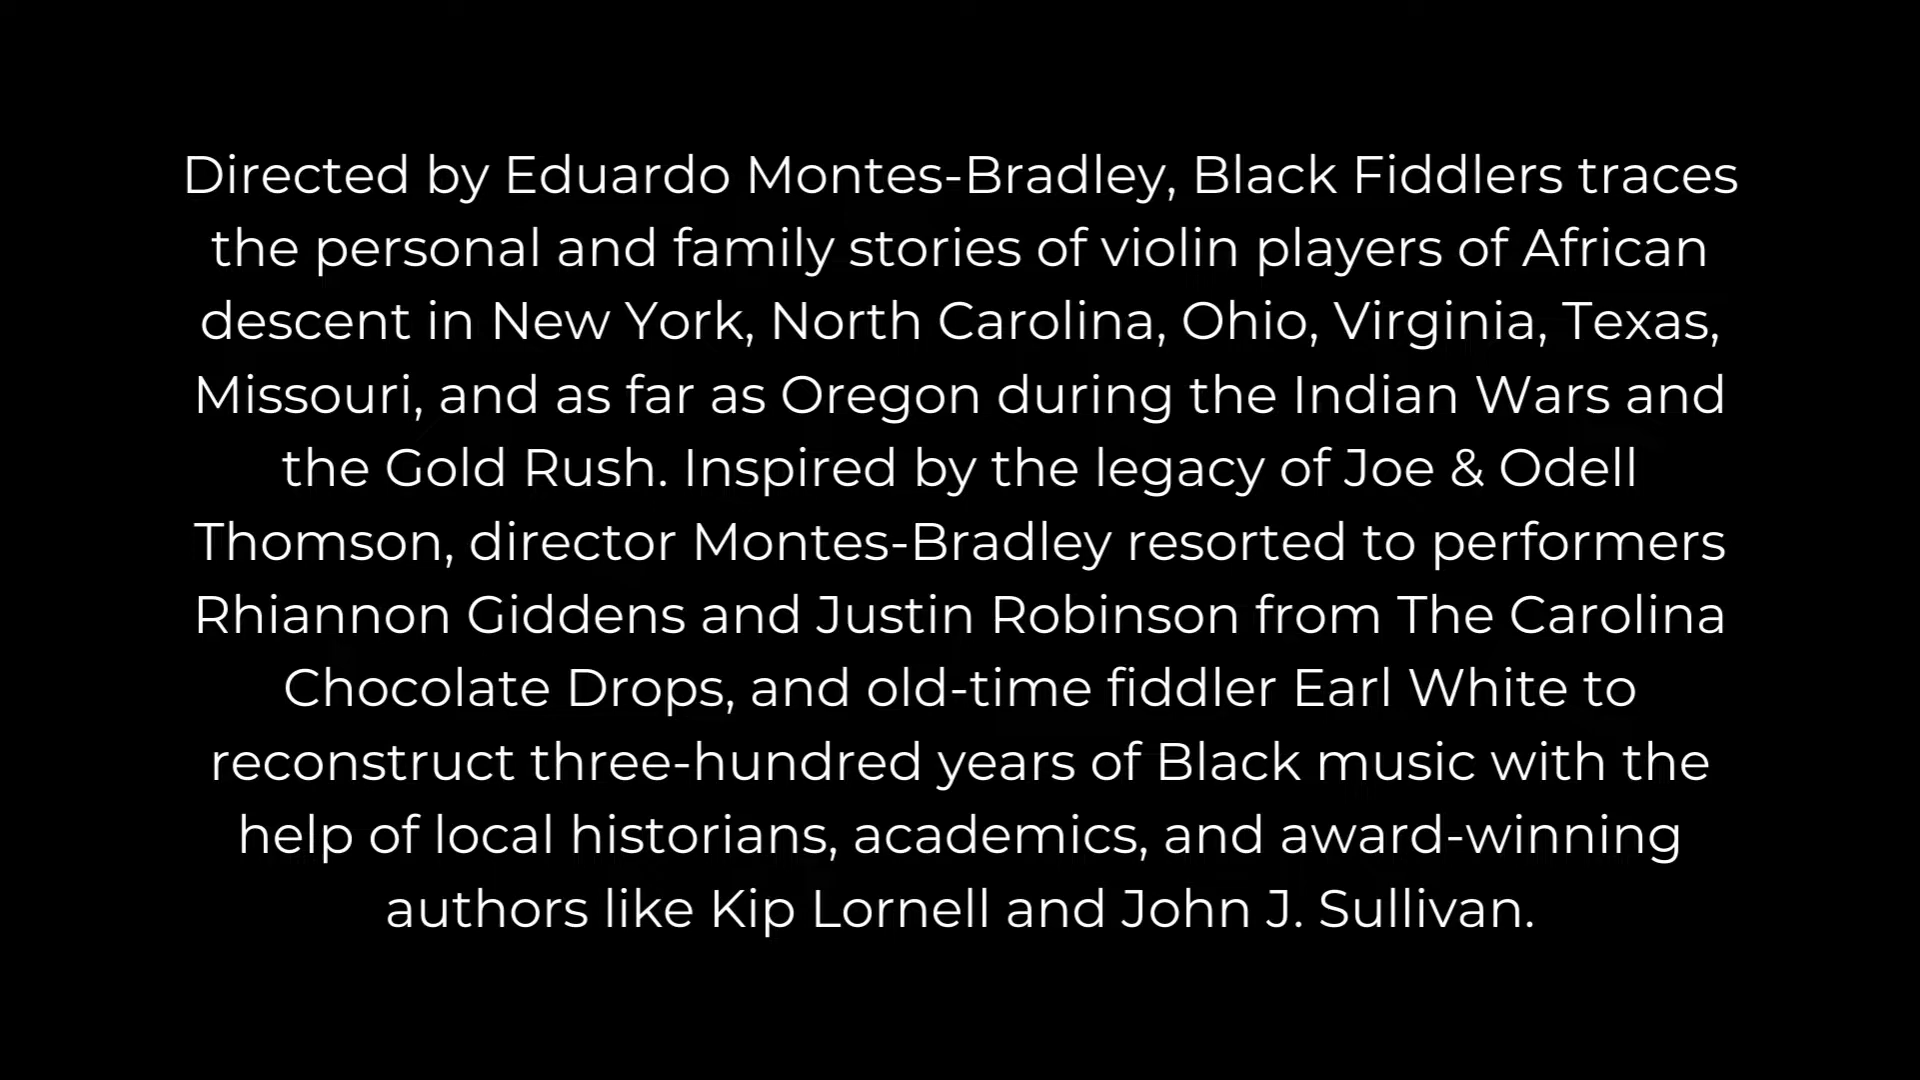 Directed by Eduardo Montes-Bradley, Black Fiddlers traces
the personal and family stories of violin players of African
descent in New York, North Carolina, Ohio, Virginia, Texas,
Missouri, and as far as Oregon during the Indian Wars and
the Gold Rush. Inspired by the legacy of Joe & Odell
Thomson, director Montes-Bradley resorted to performers
Rhiannon Giddens and Justin Robinson from The Carolina
Chocolate Drops, and old-time fiddler Earl White to
reconstruct three-hundred years of Black music with the
help of local historians, academics, and award-winning
authors like Kip Lornell and John J. Sullivan.